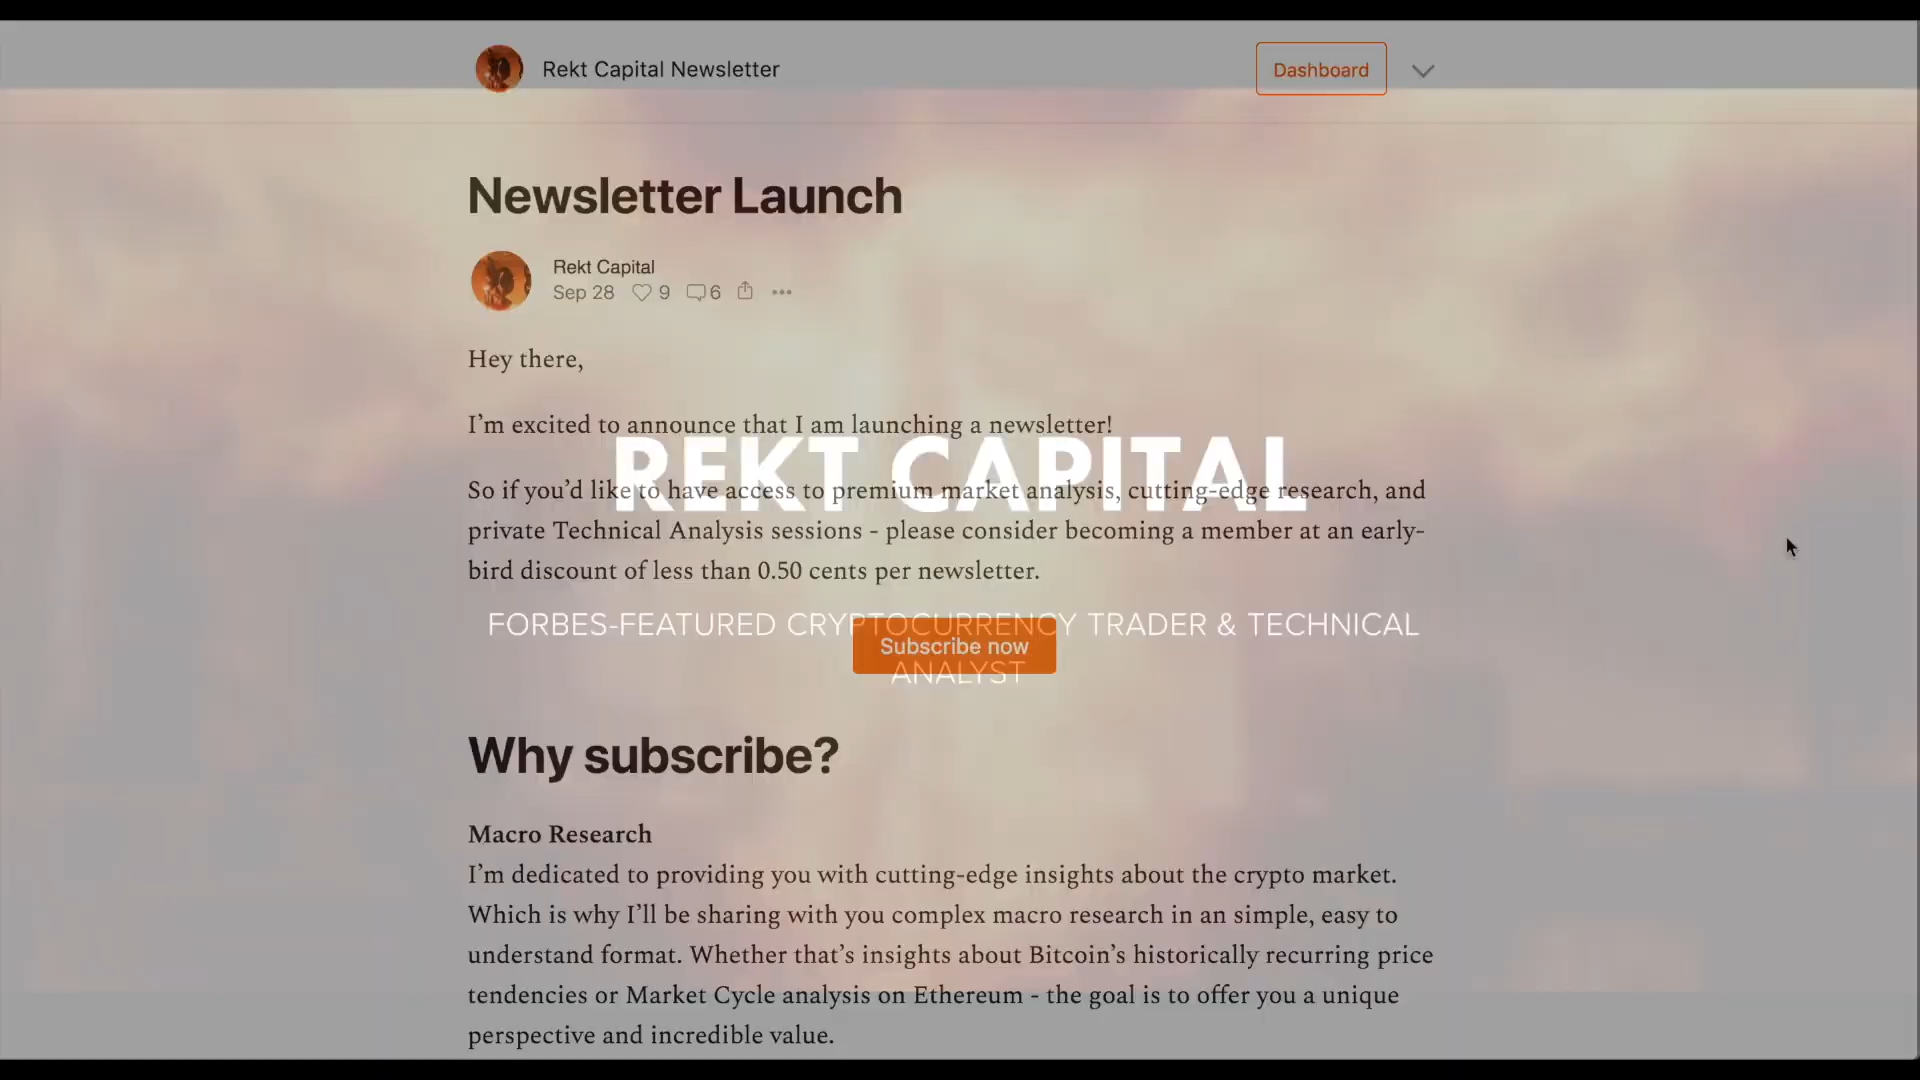 Rekt Capital Newsletter
Dashboard
Newsletter Launch
Rekt Capital
Sep 28 9 6
Hey there,
I’m excited to announce that I am launching a newsletter!
REKT CAPITAL
So if you’d like to have access to premium market analysis, cutting-edge research, and
private Technical Analysis sessions - please consider becoming a member at an early-
bird discount of less than 0.50 cents per newsletter.
FORBES-FEATURED CRYPTOCURRENCY TRADER & TECHNICAL
ANALYST
Subscribe now
Why subscribe?
Macro Research
I’m dedicated to providing you with cutting-edge insights about the crypto market.
Which is why I’ll be sharing with you complex macro research in an simple, easy to
understand format. Whether that’s insights about Bitcoin’s historically recurring price
tendencies or Market Cycle analysis on Ethereum - the goal is to offer you a unique
perspective and incredible value.